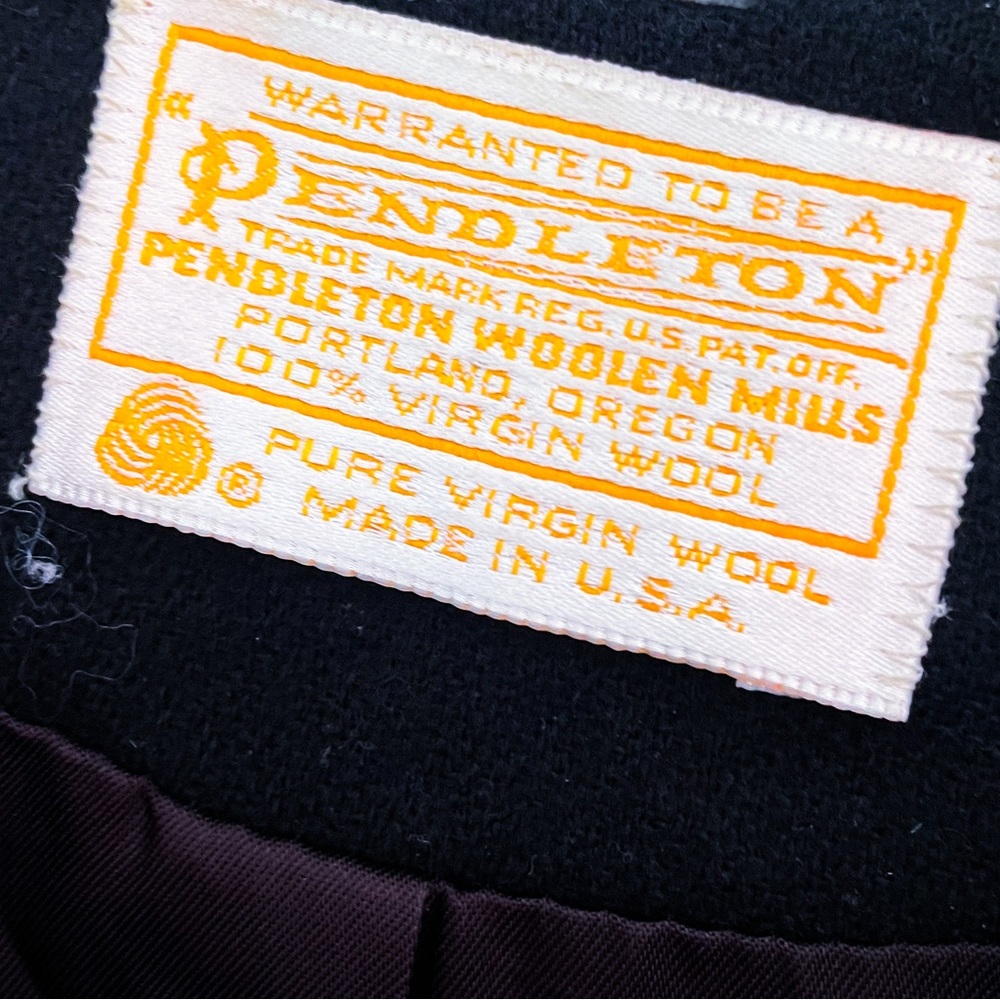 WARRANTED TO BE A
"PENDLETON"
TRADE MARK REG. U.S. PAT. OFF.
PENDLETON WOOLEN MILLS
PORTLAND, OREGON
100% VIRGIN WOOL
PURE VIRGIN WOOL
® MADE IN U.S.A.